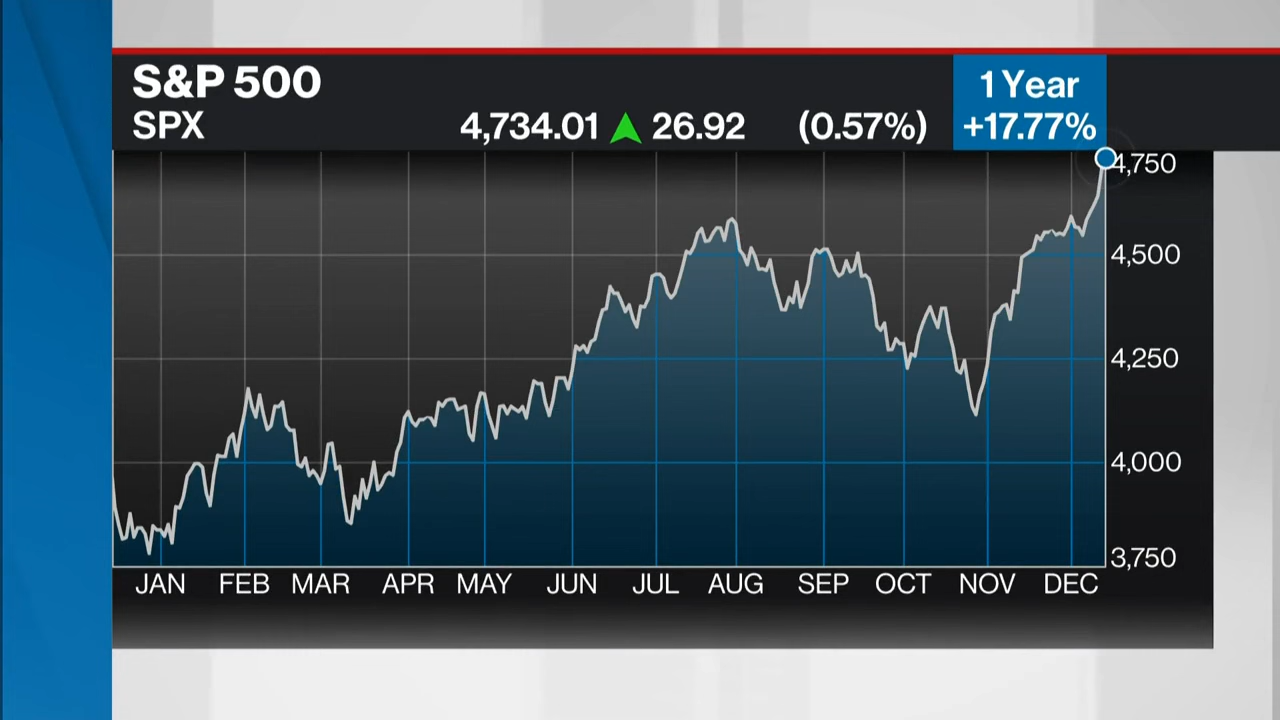 S&P 500
1 Year
SPX 4,734.01 ▲ 26.92 (0.57%) +17.77%
4,750
4,500
4,250
4,000
3,750
JAN FEB MAR APR MAY JUN JUL AUG SEP OCT NOV DEC